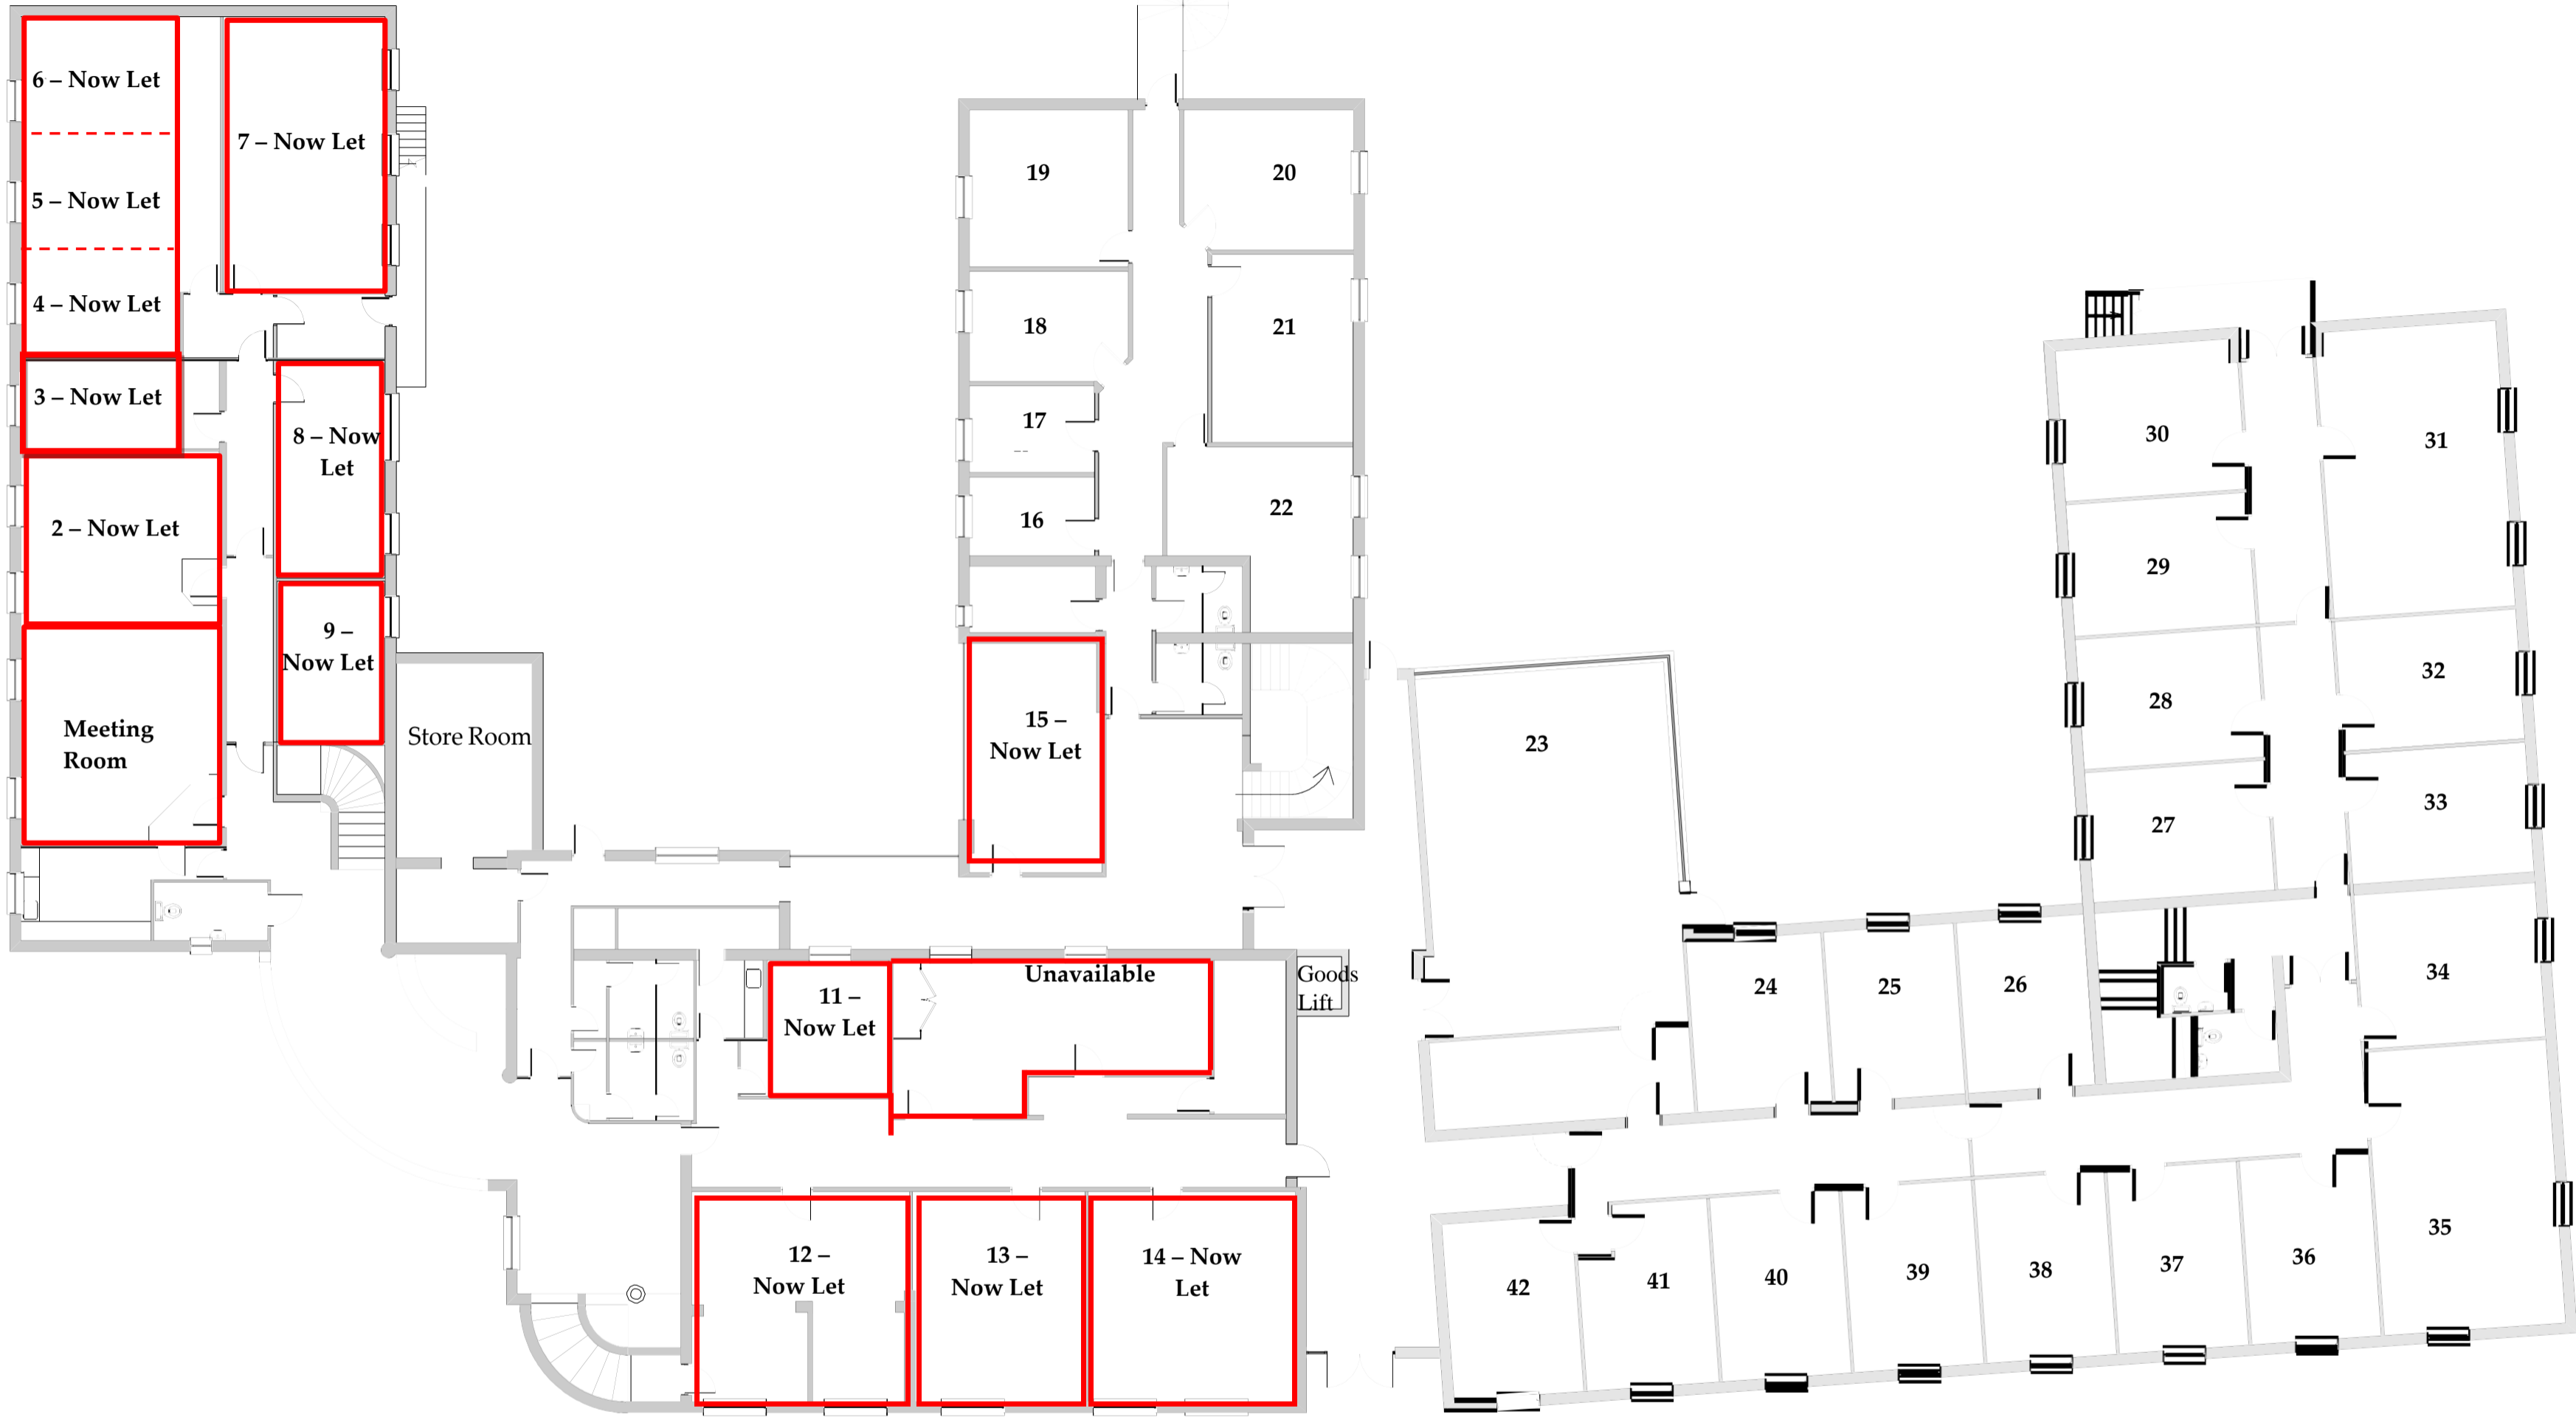 6 – Now Let
7 – Now Let
5 – Now Let
4 – Now Let
3 – Now Let
8 – Now
Let
2 – Now Let
9 –
Now Let
Meeting
Room
Store Room
19
20
18
21
17
16
22
15 –
Now Let
11 –
Now Let
Unavailable
Goods
Lift
12 –
Now Let
13 –
Now Let
14 – Now
Let
23
24
25
26
30
31
29
28
32
27
33
34
35
36
37
38
39
40
41
42